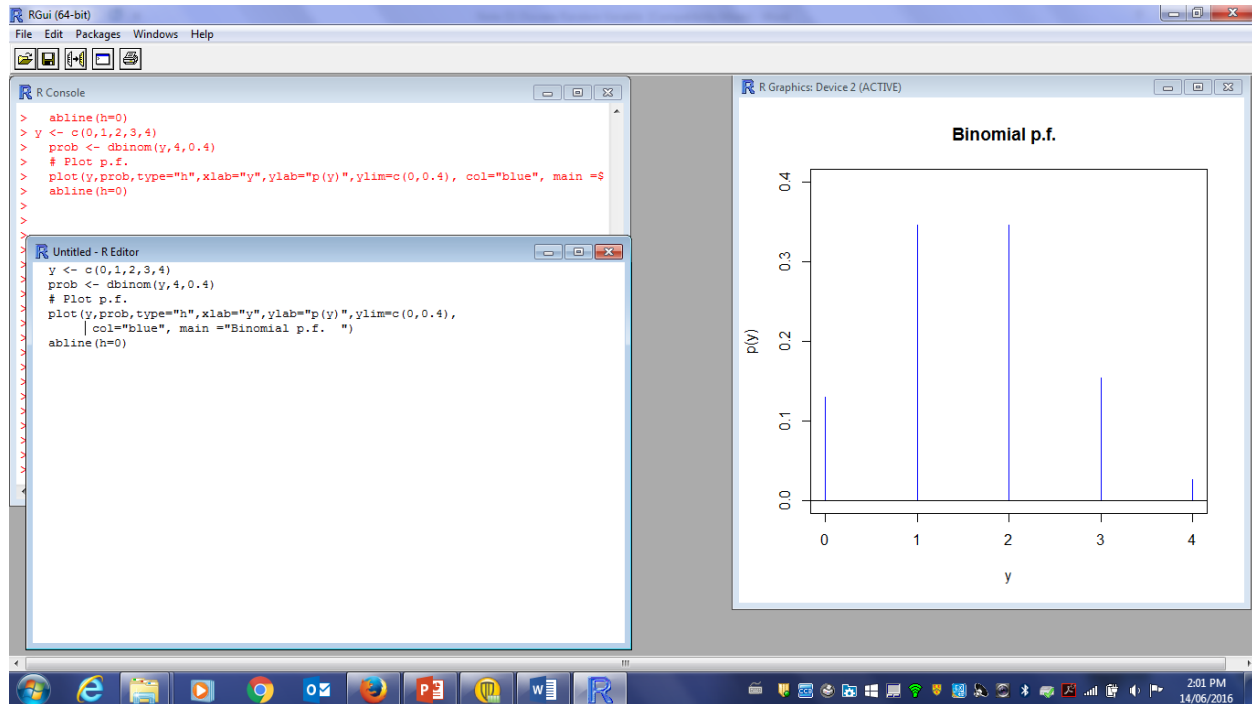 RGui (64-bit)
File Edit Packages Windows Help
R Console
> abline(h=0)
> y <- c(0,1,2,3,4)
> prob <- dbinom(y,4,0.4)
> # Plot p.f.
> plot(y,prob,type="h",xlab="y",ylab="p(y)",ylim=c(0,0.4), col="blue", main =$
> abline(h=0)
>
>
>
Untitled - R Editor
y <- c(0,1,2,3,4)
prob <- dbinom(y,4,0.4)
# Plot p.f.
plot(y,prob,type="h",xlab="y",ylab="p(y)",ylim=c(0,0.4),
col="blue", main ="Binomial p.f.  ")
abline(h=0)
R Graphics: Device 2 (ACTIVE)
Binomial p.f.
p(y)
0.4
0.3
0.2
0.1
0.0
0 1 2 3 4
y
2:01 PM
14/06/2016